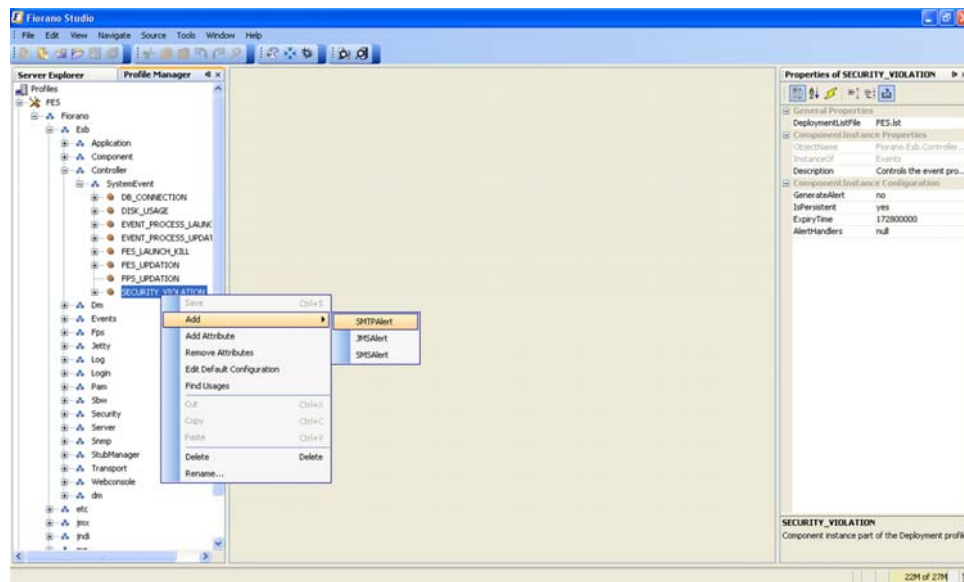 Fiorano Studio
File Edit View Navigate Source Tools Window Help
Server Explorer Profile Manager
Profiles
FES
Fiorano
Esb
Application
Component
Controller
SystemEvent
DB_CONNECTION
DISK_USAGE
EVENT_PROCESS_LAUNC
EVENT_PROCESS_UPDAT
FES_LAUNCH_KILL
FES_UPDATION
FPS_UPDATION
SECURITY_VIOLATION
Dm
Events
Fps
Jetty
Log
Login
Pam
Sbw
Security
Server
Snmp
StubManager
Transport
Webconsole
dm
etc
jmx
jndi
Save Ctrl+S
Add
Add Attribute
Remove Attributes
Edit Default Configuration
Find Usages
Cut Ctrl+X
Copy Ctrl+C
Paste Ctrl+V
Delete Delete
Rename...
SMTPAlert
JMSAlert
SMSAlert
Properties of SECURITY_VIOLATION
General Properties
DeploymentListFile FES.lst
ComponentInstance Properties
ObjectName Fiorano.Esb.Controller...
InstanceOf Events
Description Controls the event pro...
ComponentInstance Configuration
GenerateAlert no
IsPersistent yes
ExpiryTime 172800000
AlertHandlers null
SECURITY_VIOLATION
Component instance part of the Deployment profil
22M of 27M